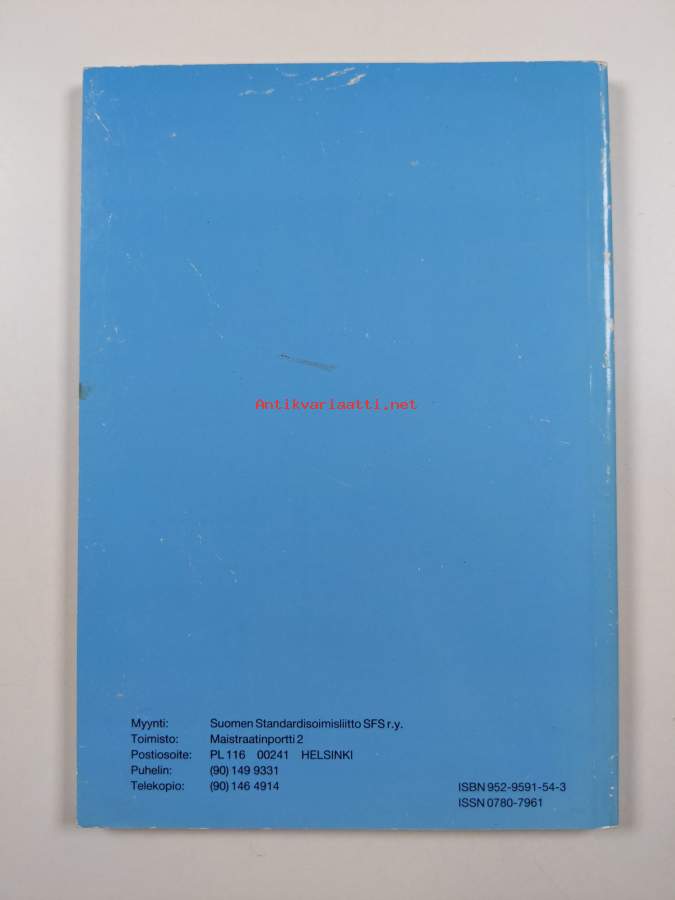 Antikvariaatti.net
Myynti: Suomen Standardisoimisliitto SFS r.y.
Toimisto: Maistraatinportti 2
Postiosoite: PL 116 00241 HELSINKI
Puhelin: (90) 149 9331
Telekopio: (90) 146 4914
ISBN 952-9591-54-3
ISSN 0780-7961